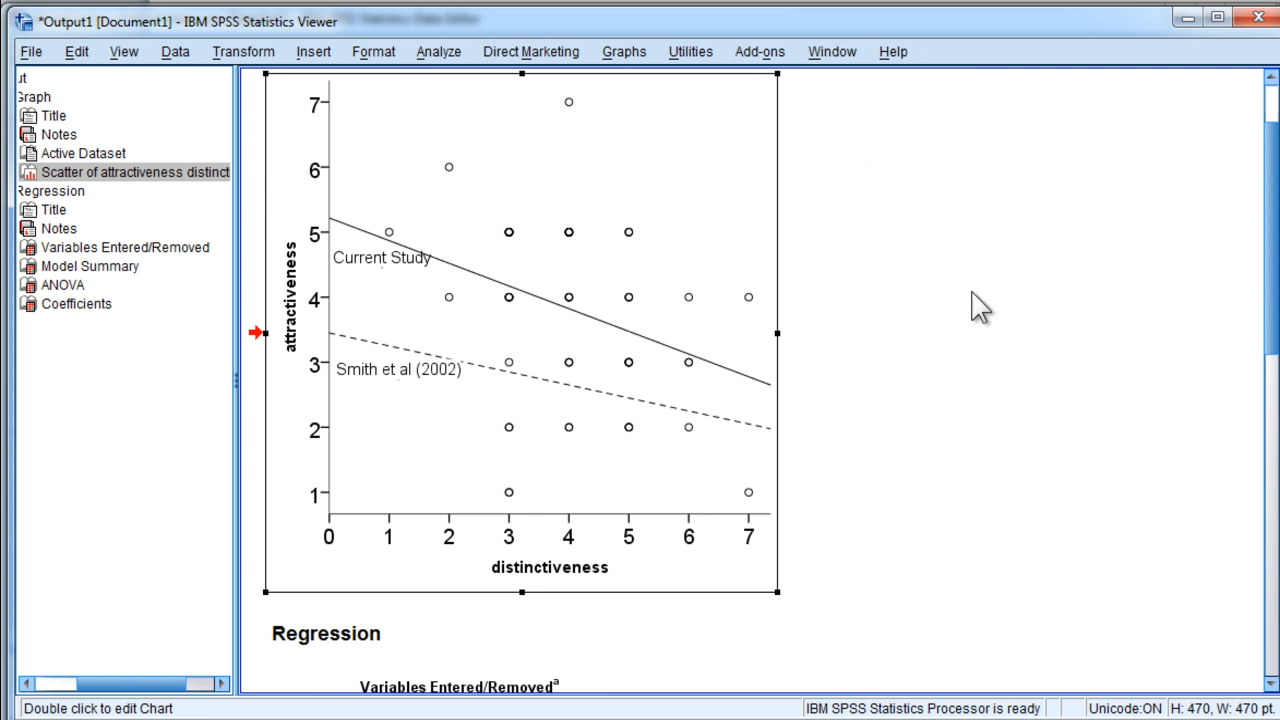 *Output1 [Document1] - IBM SPSS Statistics Viewer
File Edit View Data Transform Insert Format Analyze Direct Marketing Graphs Utilities Add-ons Window Help
ut
Graph
Title
Notes
Active Dataset
Scatter of attractiveness distinct
Regression
Title
Notes
Variables Entered/Removed
Model Summary
ANOVA
Coefficients
attractiveness
7
6
5
4
3
2
1
Current Study
Smith et al (2002)
0 1 2 3 4 5 6 7
distinctiveness
Regression
Variables Entered/Removedᵃ
Double click to edit Chart
IBM SPSS Statistics Processor is ready
Unicode:ON
H: 470, W: 470 pt.